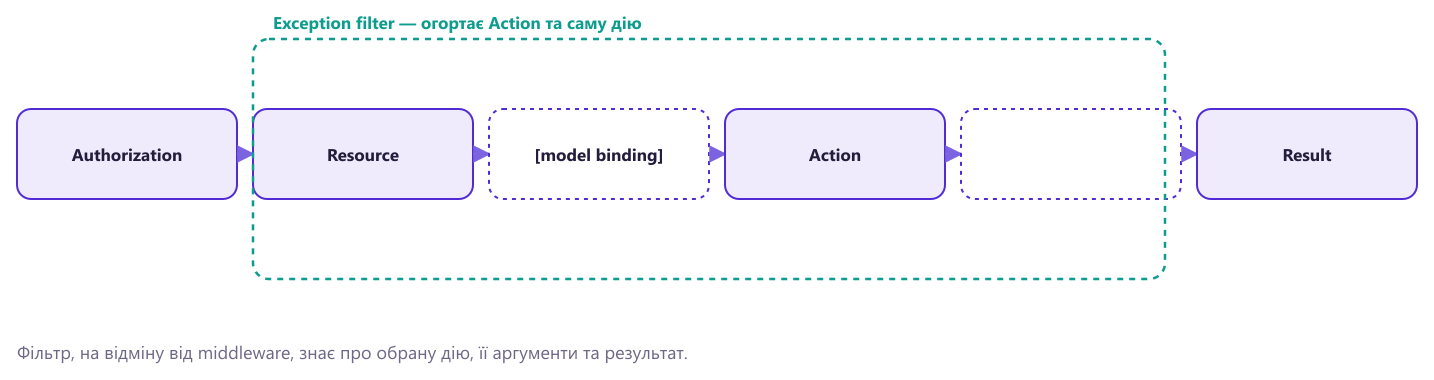 Exception filter — огортає Action та саму дію
Authorization
Resource
[model binding]
Action
Result
Фільтр, на відміну від middleware, знає про обрану дію, її аргументи та результат.